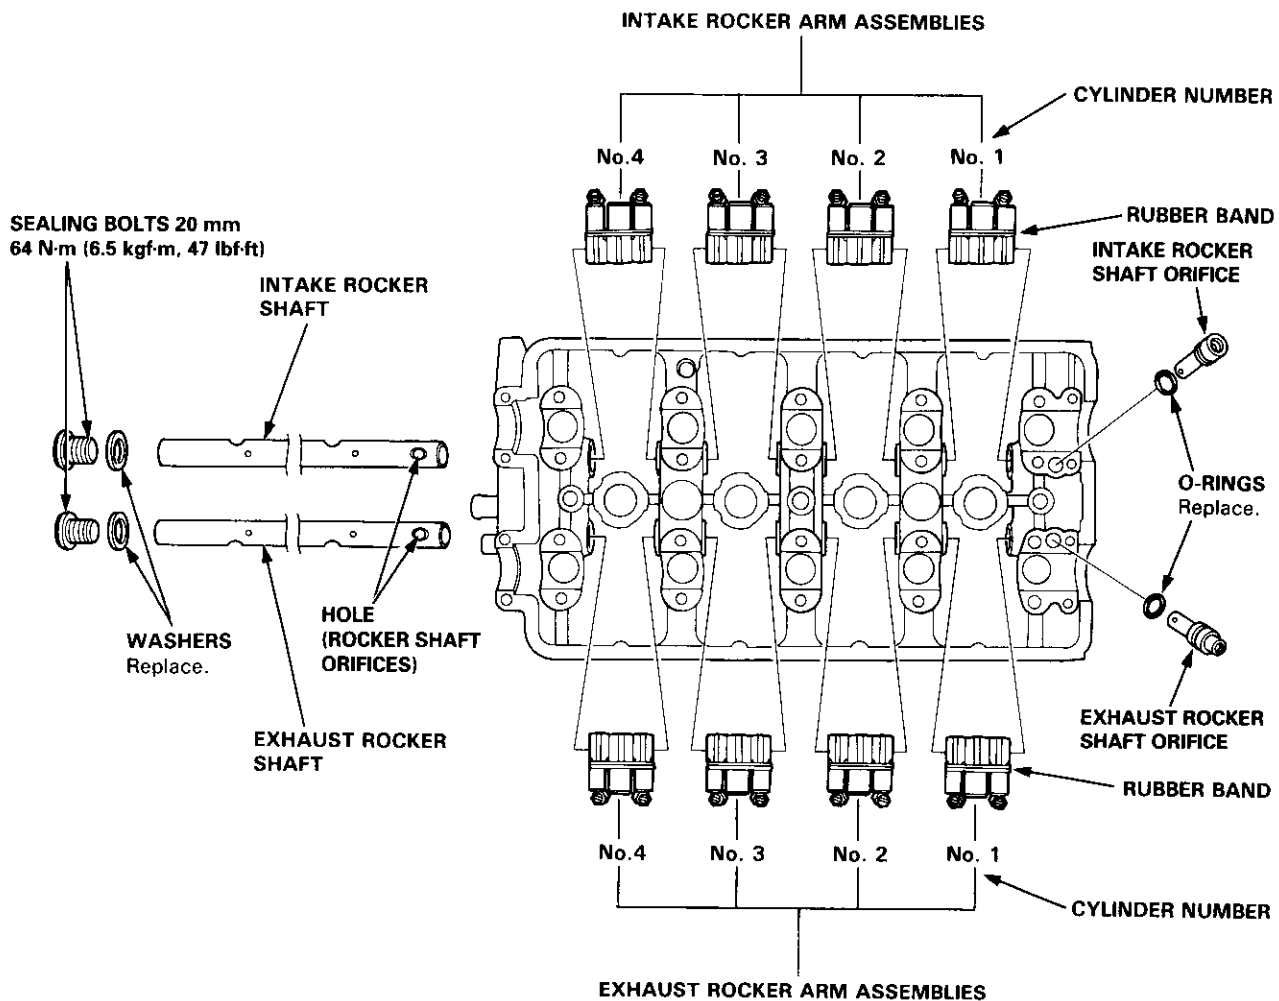 INTAKE ROCKER ARM ASSEMBLIES
CYLINDER NUMBER
No.4
No. 3
No. 2
No. 1
RUBBER BAND
SEALING BOLTS 20 mm
64 N·m (6.5 kgf·m, 47 lbf·ft)
INTAKE ROCKER
SHAFT ORIFICE
INTAKE ROCKER
SHAFT
O-RINGS
Replace.
HOLE
(ROCKER SHAFT
ORIFICES)
WASHERS
Replace.
EXHAUST ROCKER
SHAFT
EXHAUST ROCKER
SHAFT ORIFICE
RUBBER BAND
No.4
No. 3
No. 2
No. 1
CYLINDER NUMBER
EXHAUST ROCKER ARM ASSEMBLIES